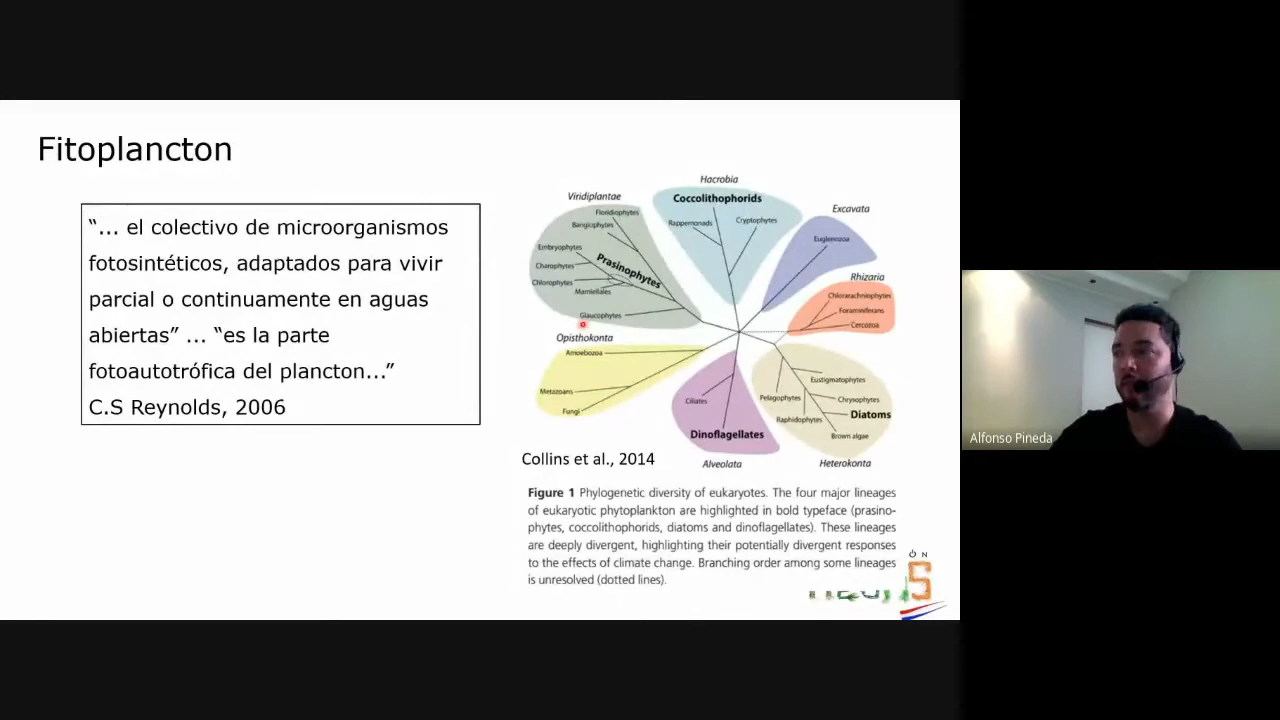 Fitoplancton
“... el colectivo de microorganismos
fotosintéticos, adaptados para vivir
parcial o continuamente en aguas
abiertas” ... “es la parte
fotoautotrófica del plancton...”
C.S Reynolds, 2006
Hacrobia
Coccolithophorids
Rappemonads
Cryptophytes
Viridiplantae
Floridiophytes
Bangiophytes
Embryophytes
Charophytes
Prasinophytes
Chlorophytes
Mamiellales
Glaucophytes
Excavata
Euglenozoa
Rhizaria
Chlorarachniophytes
Foraminiferans
Cercozoa
Opisthokonta
Amoebozoa
Metazoans
Fungi
Ciliates
Dinoflagellates
Alveolata
Eustigmatophytes
Pelagophytes
Chrysophytes
Raphidophytes
Diatoms
Brown algae
Heterokonta
Collins et al., 2014
Figure 1 Phylogenetic diversity of eukaryotes. The four major lineages
of eukaryotic phytoplankton are highlighted in bold typeface (prasino-
phytes, coccolithophorids, diatoms and dinoflagellates). These lineages
are deeply divergent, highlighting their potentially divergent responses
to the effects of climate change. Branching order among some lineages
is unresolved (dotted lines).
Alfonso Pineda